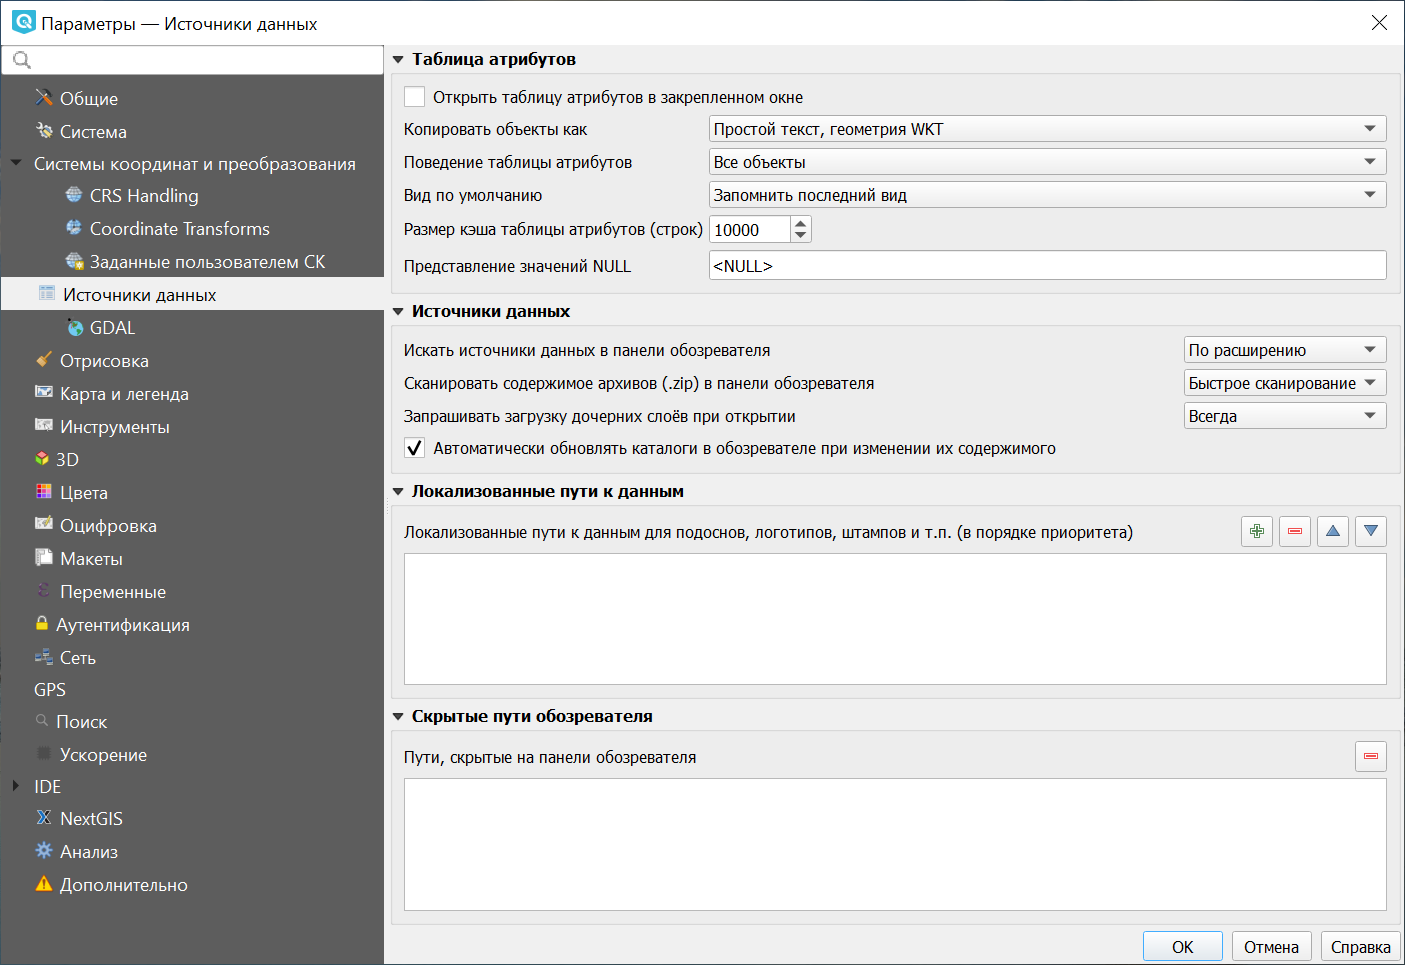 Параметры — Источники данных
Общие
Система
Системы координат и преобразования
CRS Handling
Coordinate Transforms
Заданные пользователем СК
Источники данных
GDAL
Отрисовка
Карта и легенда
Инструменты
3D
Цвета
Оцифровка
Макеты
Переменные
Аутентификация
Сеть
GPS
Поиск
Ускорение
IDE
NextGIS
Анализ
Дополнительно
Таблица атрибутов
Открыть таблицу атрибутов в закрепленном окне
Копировать объекты как Простой текст, геометрия WKT
Поведение таблицы атрибутов Все объекты
Вид по умолчанию Запомнить последний вид
Размер кэша таблицы атрибутов (строк) 10000
Представление значений NULL <NULL>
Источники данных
Искать источники данных в панели обозревателя По расширению
Сканировать содержимое архивов (.zip) в панели обозревателя Быстрое сканирование
Запрашивать загрузку дочерних слоёв при открытии Всегда
Автоматически обновлять каталоги в обозревателе при изменении их содержимого
Локализованные пути к данным
Локализованные пути к данным для подоснов, логотипов, штампов и т.п. (в порядке приоритета)
Скрытые пути обозревателя
Пути, скрытые на панели обозревателя
OK Отмена Справка